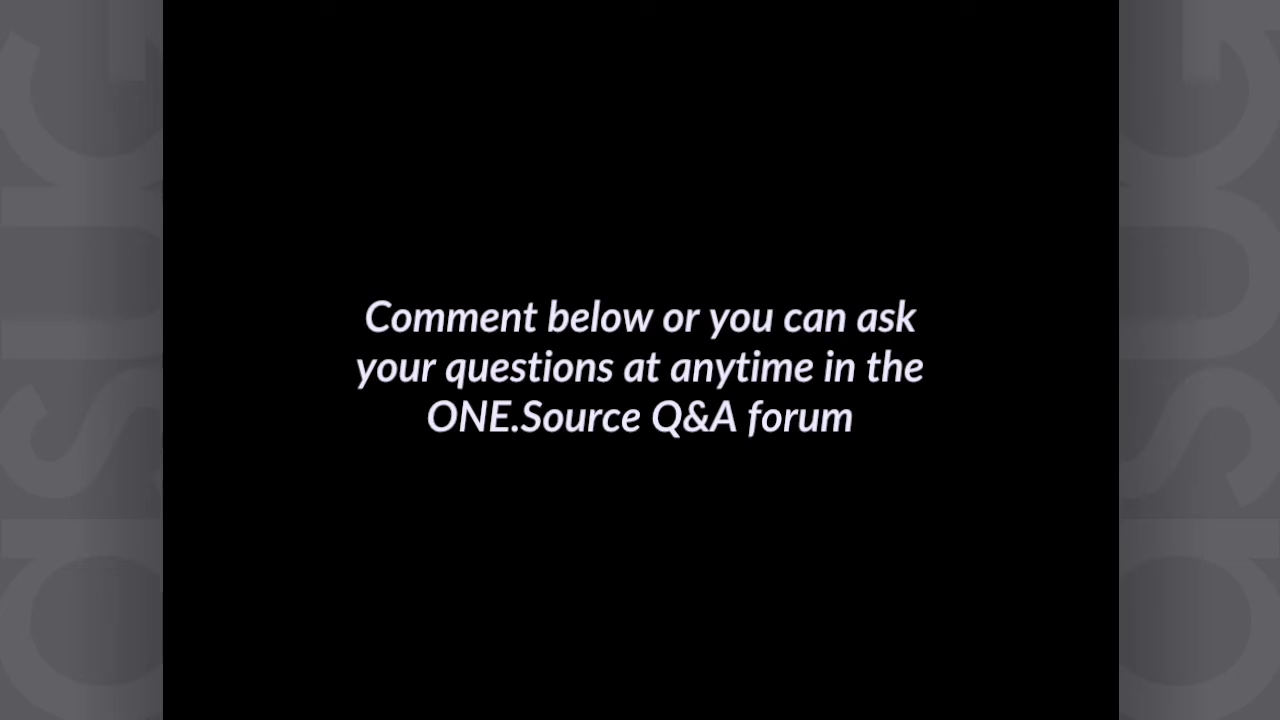 Comment below or you can ask
your questions at anytime in the
ONE.Source Q&A forum